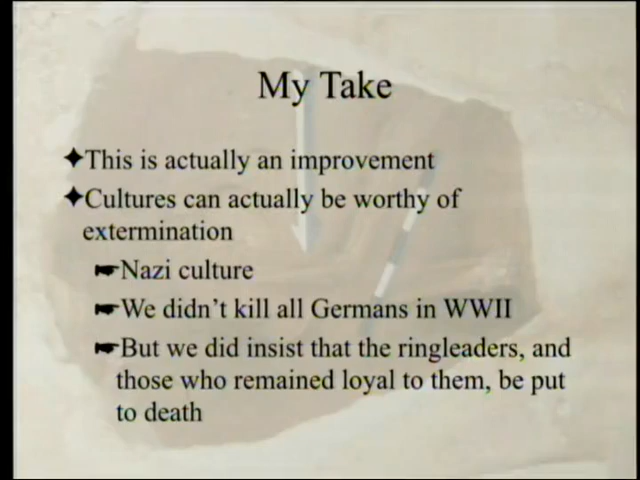 My Take
✦This is actually an improvement
✦Cultures can actually be worthy of
extermination
☛Nazi culture
☛We didn't kill all Germans in WWII
☛But we did insist that the ringleaders, and
those who remained loyal to them, be put
to death